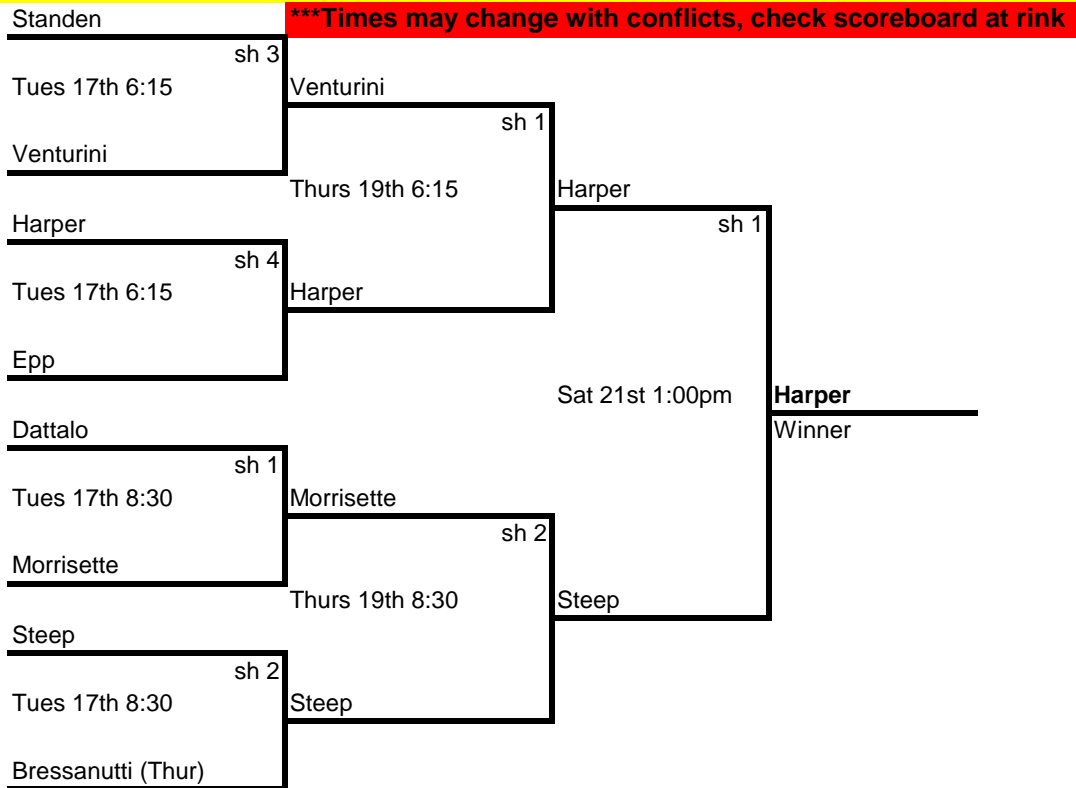 Standen
***Times may change with conflicts, check scoreboard at rink
sh 3
Tues 17th 6:15
Venturini
sh 1
Venturini
Thurs 19th 6:15
Harper
Harper
sh 1
sh 4
Tues 17th 6:15
Harper
Epp
Sat 21st 1:00pm
Harper
Dattalo
Winner
sh 1
Tues 17th 8:30
Morrisette
sh 2
Morrisette
Thurs 19th 8:30
Steep
Steep
sh 2
Tues 17th 8:30
Steep
Bressanutti (Thur)